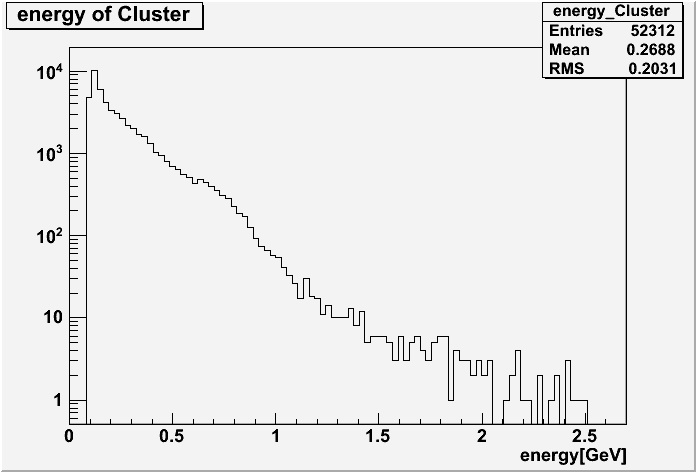 energy of Cluster
energy_Cluster
Entries 52312
Mean 0.2688
RMS 0.2031
10⁴
10³
10²
10
1
0 0.5 1 1.5 2 2.5
energy[GeV]